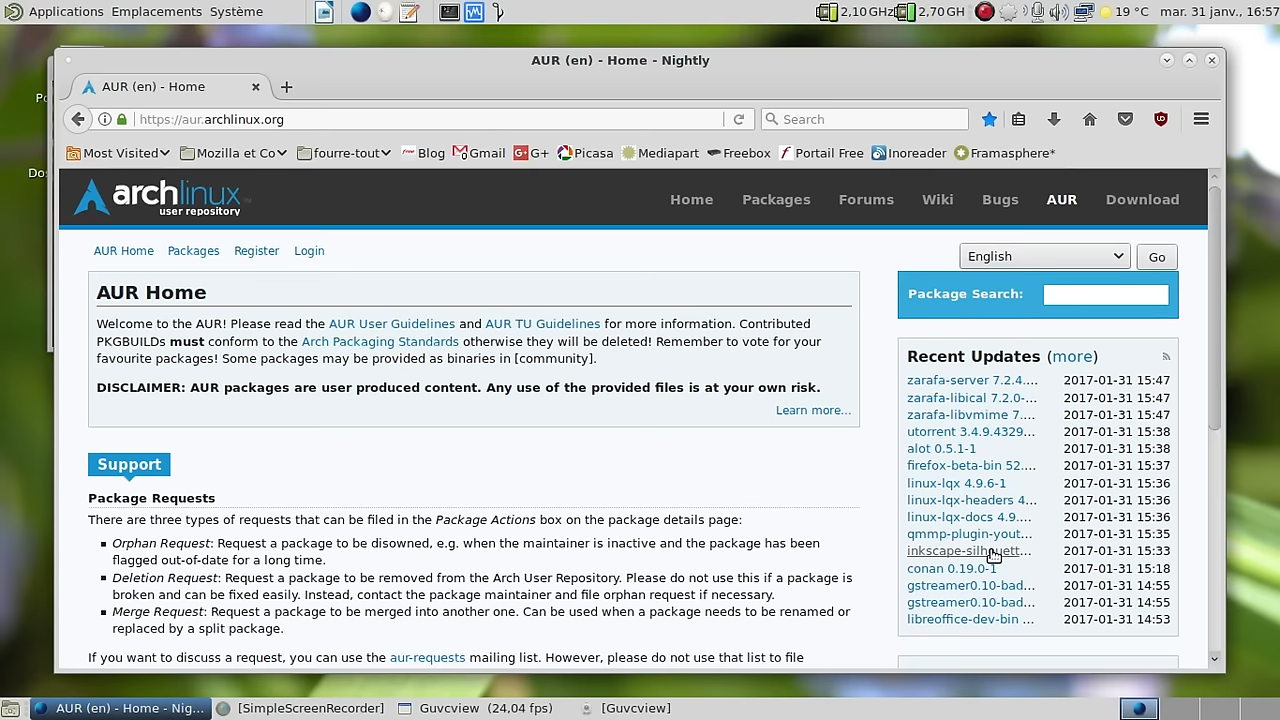 Applications Emplacements Système 2,10 GHz 2,70 GH 19 °C mar. 31 janv., 16:57
AUR (en) - Home - Nightly
AUR (en) - Home
https://aur.archlinux.org Search
Most Visited Mozilla et Co fourre-tout Blog Gmail G+ Picasa Mediapart Freebox Portail Free Inoreader Framasphere*
archlinux
user repository
Home Packages Forums Wiki Bugs AUR Download
AUR Home Packages Register Login
English Go
AUR Home
Welcome to the AUR! Please read the AUR User Guidelines and AUR TU Guidelines for more information. Contributed
PKGBUILDs must conform to the Arch Packaging Standards otherwise they will be deleted! Remember to vote for your
favourite packages! Some packages may be provided as binaries in [community].
DISCLAIMER: AUR packages are user produced content. Any use of the provided files is at your own risk.
Learn more...
Support
Package Requests
There are three types of requests that can be filed in the Package Actions box on the package details page:
Orphan Request: Request a package to be disowned, e.g. when the maintainer is inactive and the package has been
flagged out-of-date for a long time.
Deletion Request: Request a package to be removed from the Arch User Repository. Please do not use this if a package is
broken and can be fixed easily. Instead, contact the package maintainer and file orphan request if necessary.
Merge Request: Request a package to be merged into another one. Can be used when a package needs to be renamed or
replaced by a split package.
If you want to discuss a request, you can use the aur-requests mailing list. However, please do not use that list to file
Package Search:
Recent Updates (more)
zarafa-server 7.2.4.... 2017-01-31 15:47
zarafa-libical 7.2.0-... 2017-01-31 15:47
zarafa-libvmime 7.... 2017-01-31 15:47
utorrent 3.4.9.4329... 2017-01-31 15:38
alot 0.5.1-1 2017-01-31 15:38
firefox-beta-bin 52.... 2017-01-31 15:37
linux-lqx 4.9.6-1 2017-01-31 15:36
linux-lqx-headers 4... 2017-01-31 15:36
linux-lqx-docs 4.9.... 2017-01-31 15:36
qmmp-plugin-yout... 2017-01-31 15:35
inkscape-silhouett... 2017-01-31 15:33
conan 0.19.0-1 2017-01-31 15:18
gstreamer0.10-bad... 2017-01-31 14:55
gstreamer0.10-bad... 2017-01-31 14:55
libreoffice-dev-bin ... 2017-01-31 14:53
AUR (en) - Home - Nig... [SimpleScreenRecorder] Guvcview (24,04 fps) [Guvcview]